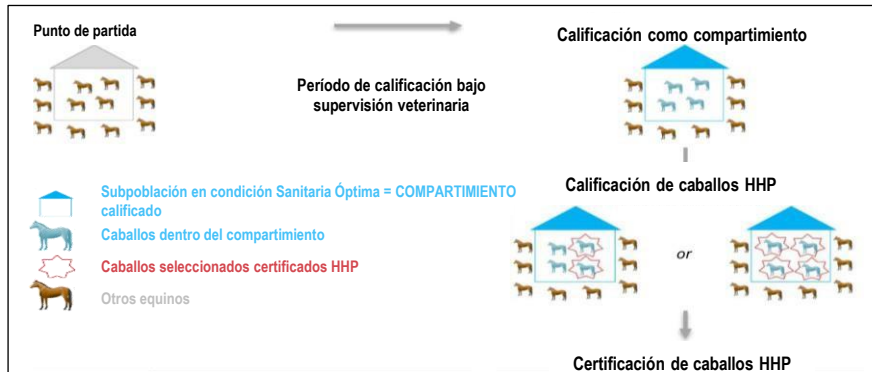 Punto de partida
Calificación como compartimiento
Período de calificación bajo
supervisión veterinaria
Calificación de caballos HHP
Subpoblación en condición Sanitaria Óptima = COMPARTIMIENTO
calificado
Caballos dentro del compartimiento
Caballos seleccionados certificados HHP
or
Otros equinos
Certificación de caballos HHP